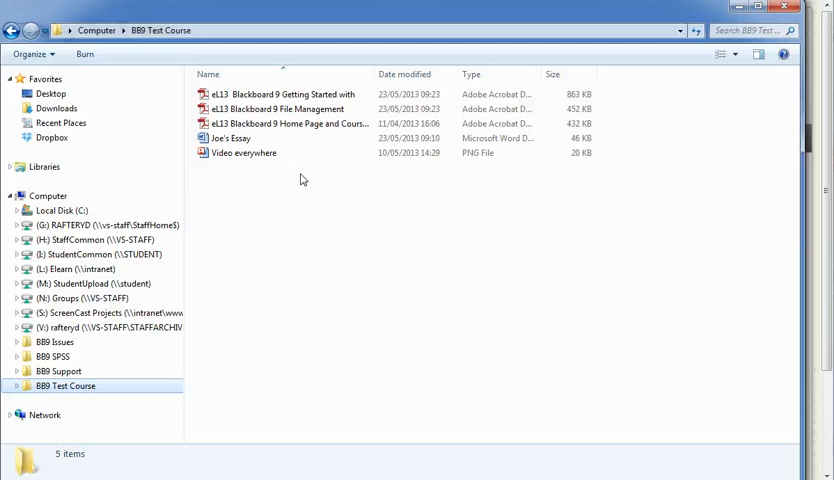 Computer ▸ BB9 Test Course
Search BB9 Test ...
Organize
Burn
Name
Date modified
Type
Size
eL13 Blackboard 9 Getting Started with
23/05/2013 09:23
Adobe Acrobat D...
863 KB
eL13 Blackboard 9 File Management
23/05/2013 09:23
Adobe Acrobat D...
452 KB
eL13 Blackboard 9 Home Page and Cours...
11/04/2013 16:06
Adobe Acrobat D...
432 KB
Joe's Essay
23/05/2013 09:10
Microsoft Word D...
46 KB
Video everywhere
10/05/2013 14:29
PNG File
20 KB
Favorites
Desktop
Downloads
Recent Places
Dropbox
Libraries
Computer
Local Disk (C:)
(G:) RAFTERYD (\\vs-staff\StaffHome$)
(H:) StaffCommon (\\VS-STAFF)
(I:) StudentCommon (\\STUDENT)
(L:) Elearn (\\intranet)
(M:) StudentUpload (\\student)
(N:) Groups (\\VS-STAFF)
(S:) ScreenCast Projects (\\intranet\www
(V:) rafteryd (\\VS-STAFF\STAFFARCHIV
BB9 Issues
BB9 SPSS
BB9 Support
BB9 Test Course
Network
5 items